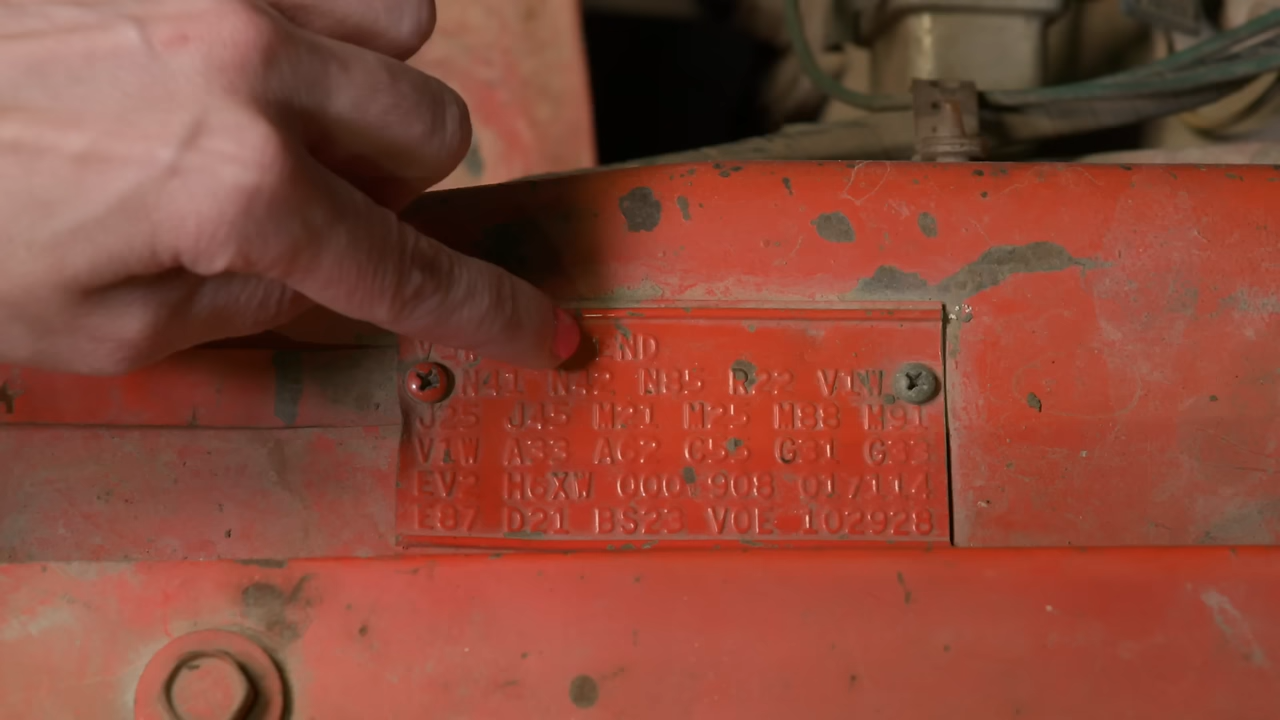 END
N41 N42 N85 R22 V1W
J25 J45 M21 M25 M88 M91
V1W A33 A62 C55 G31 G33
EV2 H6XW 000 908 017114
E87 D21 BS23 V0E 102928